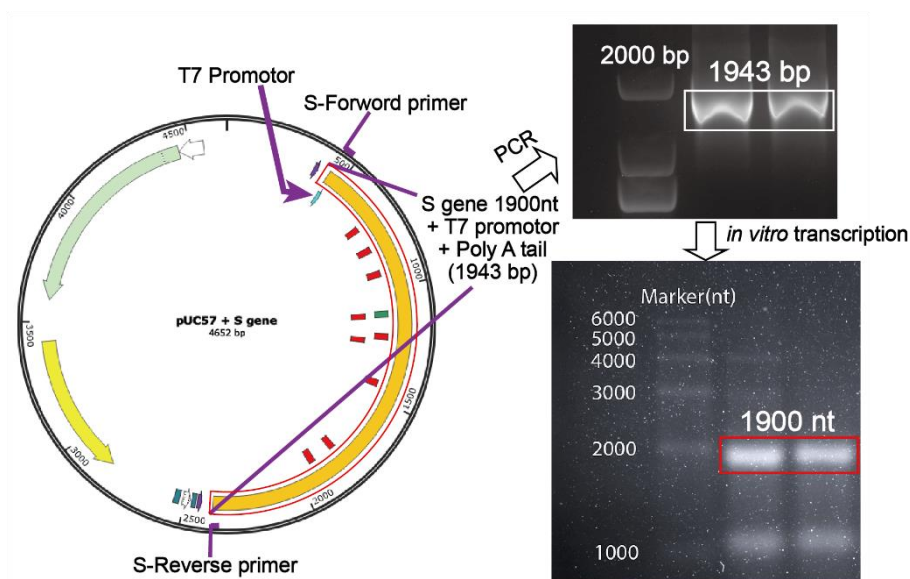 T7 Promotor
S-Forword primer
4500
500
4000
1000
3500
pUC57 + S gene
4652 bp
1500
3000
2000
2500
S-Reverse primer
S gene 1900nt
+ T7 promotor
+ Poly A tail
(1943 bp)
PCR
2000 bp
1943 bp
in vitro transcription
Marker(nt)
6000
5000
4000
3000
2000
1000
1900 nt